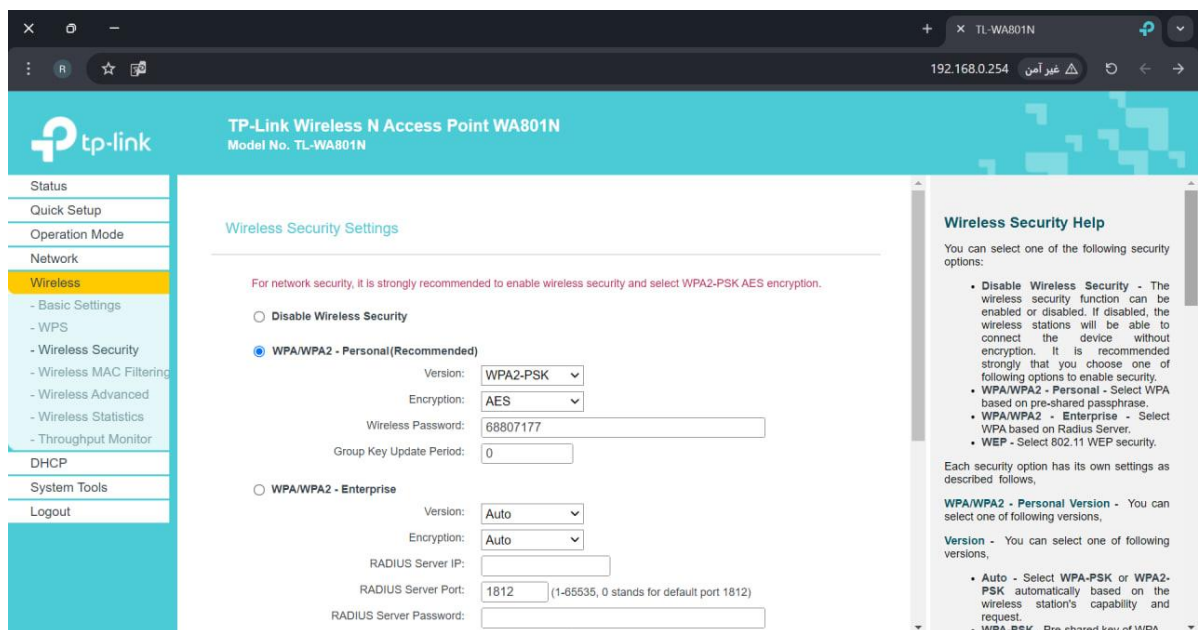 TL-WA801N
R
192.168.0.254 غير آمن
tp-link
TP-Link Wireless N Access Point WA801N
Model No. TL-WA801N
Status
Quick Setup
Operation Mode
Network
Wireless
- Basic Settings
- WPS
- Wireless Security
- Wireless MAC Filtering
- Wireless Advanced
- Wireless Statistics
- Throughput Monitor
DHCP
System Tools
Logout
Wireless Security Settings
For network security, it is strongly recommended to enable wireless security and select WPA2-PSK AES encryption.
Disable Wireless Security
WPA/WPA2 - Personal(Recommended)
Version: WPA2-PSK
Encryption: AES
Wireless Password: 68807177
Group Key Update Period: 0
WPA/WPA2 - Enterprise
Version: Auto
Encryption: Auto
RADIUS Server IP:
RADIUS Server Port: 1812 (1-65535, 0 stands for default port 1812)
RADIUS Server Password:
Wireless Security Help
You can select one of the following security
options:
• Disable Wireless Security - The
wireless security function can be
enabled or disabled. If disabled, the
wireless stations will be able to
connect the device without
encryption. It is recommended
strongly that you choose one of
following options to enable security.
• WPA/WPA2 - Personal - Select WPA
based on pre-shared passphrase.
• WPA/WPA2 - Enterprise - Select
WPA based on Radius Server.
• WEP - Select 802.11 WEP security.
Each security option has its own settings as
described follows,
WPA/WPA2 - Personal Version - You can
select one of following versions,
Version - You can select one of following
versions,
• Auto - Select WPA-PSK or WPA2-
PSK automatically based on the
wireless station's capability and
request.
• WPA-PSK - Pre-shared key of WPA.